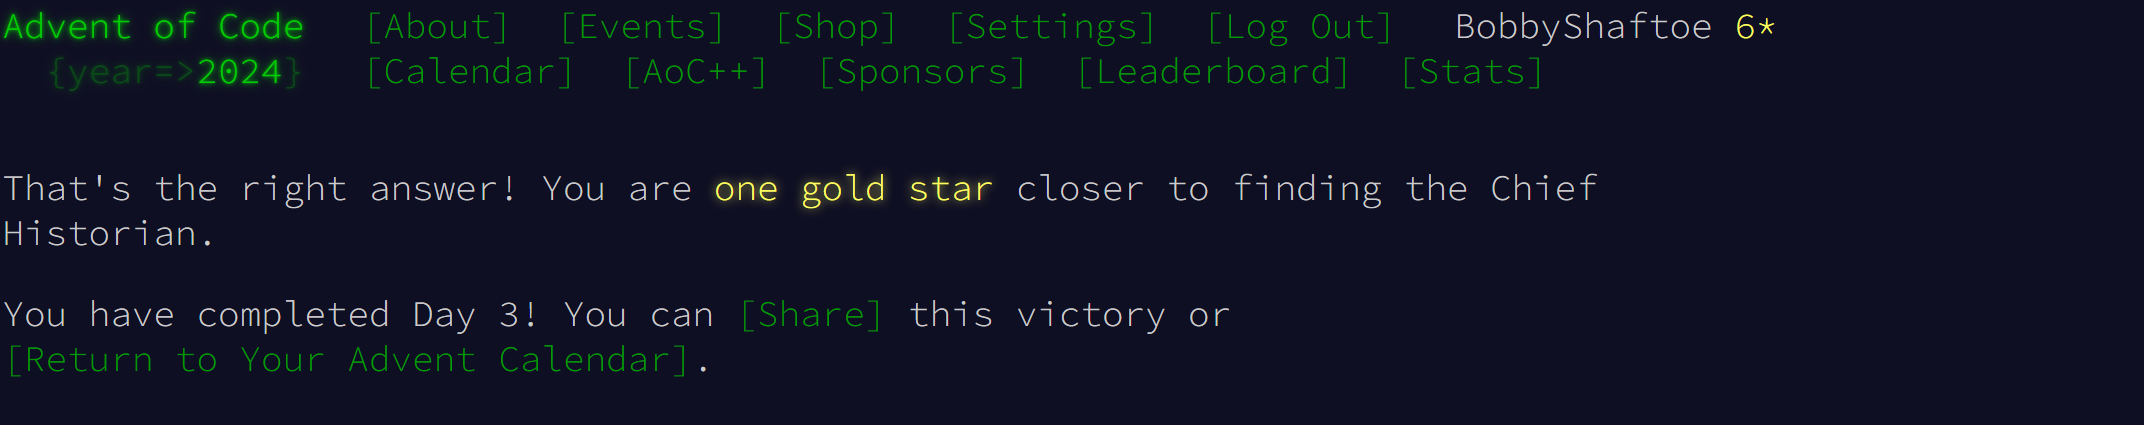 Advent of Code [About] [Events] [Shop] [Settings] [Log Out] BobbyShaftoe 6*
{year=>2024} [Calendar] [AoC++] [Sponsors] [Leaderboard] [Stats]
That's the right answer! You are one gold star closer to finding the Chief
Historian.
You have completed Day 3! You can [Share] this victory or
[Return to Your Advent Calendar].